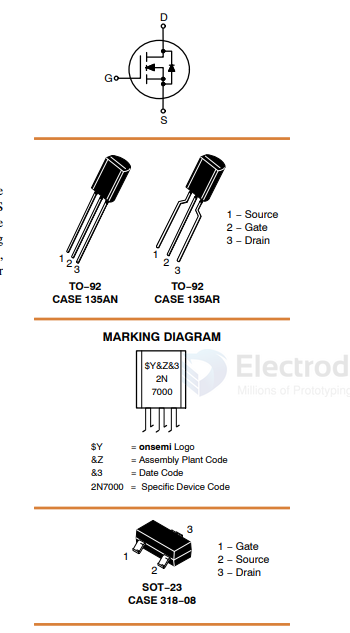 D
G
S
e
S
e
g
,
r
1
2
3
1
2
3
1 – Source
2 – Gate
3 – Drain
TO–92
CASE 135AN
TO–92
CASE 135AR
MARKING DIAGRAM
$Y&Z&3
2N
7000
Electrod
Millions of Prototyping
$Y = onsemi Logo
&Z = Assembly Plant Code
&3 = Date Code
2N7000 = Specific Device Code
3
1
2
1 – Gate
2 – Source
3 – Drain
SOT–23
CASE 318–08